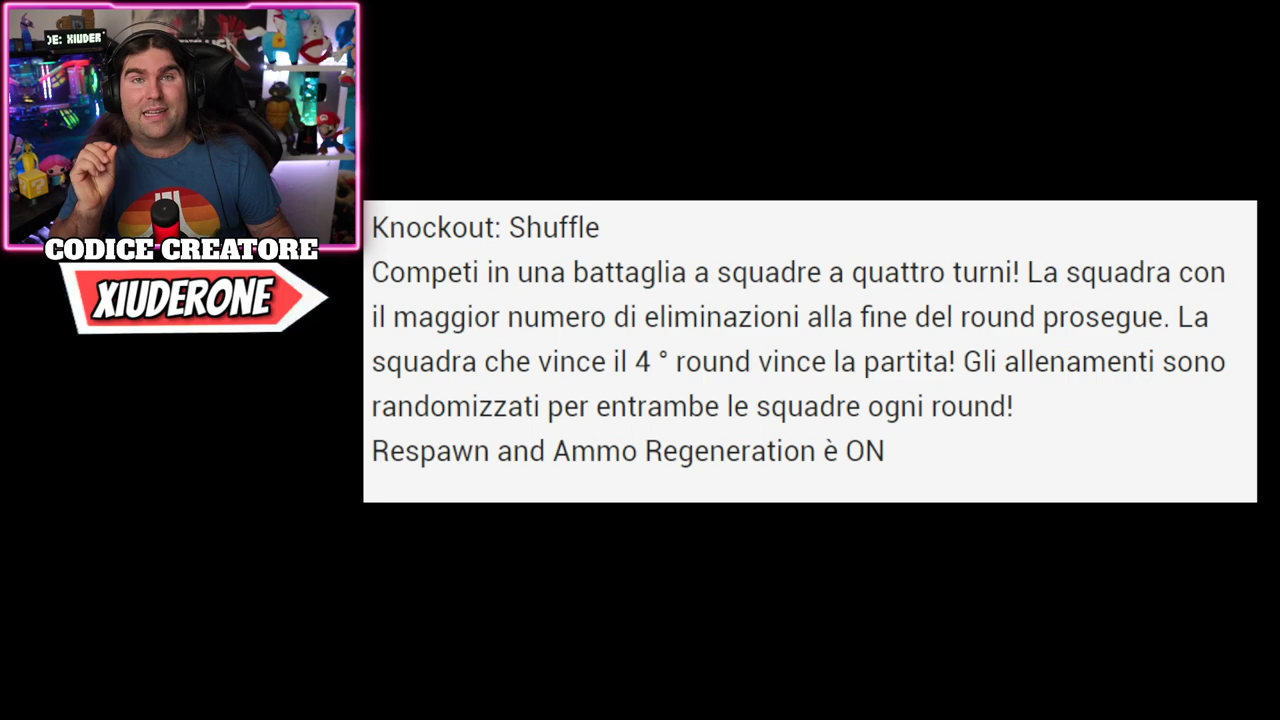 DE: XIUDER
CODICE CREATORE
XIUDERONE
Knockout: Shuffle
Competi in una battaglia a squadre a quattro turni! La squadra con
il maggior numero di eliminazioni alla fine del round prosegue. La
squadra che vince il 4 ° round vince la partita! Gli allenamenti sono
randomizzati per entrambe le squadre ogni round!
Respawn and Ammo Regeneration è ON